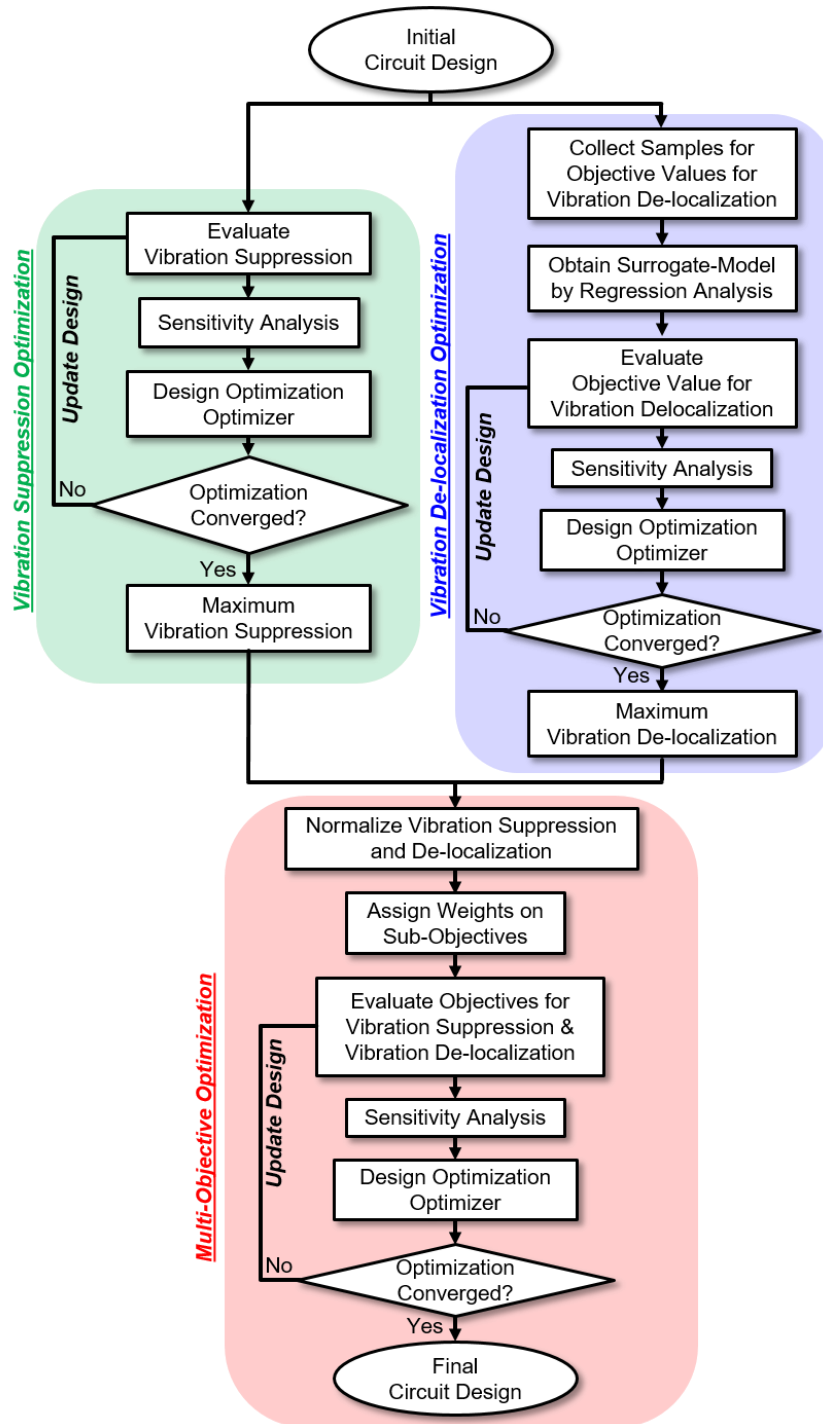 Initial
Circuit Design
Vibration Suppression Optimization
Evaluate
Vibration Suppression
Update Design
Sensitivity Analysis
Design Optimization
Optimizer
No
Optimization
Converged?
Yes
Maximum
Vibration Suppression
Vibration De-localization Optimization
Collect Samples for
Objective Values for
Vibration De-localization
Obtain Surrogate-Model
by Regression Analysis
Evaluate
Objective Value for
Vibration Delocalization
Update Design
Sensitivity Analysis
Design Optimization
Optimizer
No
Optimization
Converged?
Yes
Maximum
Vibration De-localization
Multi-Objective Optimization
Normalize Vibration Suppression
and De-localization
Assign Weights on
Sub-Objectives
Evaluate Objectives for
Vibration Suppression &
Vibration De-localization
Update Design
Sensitivity Analysis
Design Optimization
Optimizer
No
Optimization
Converged?
Yes
Final
Circuit Design